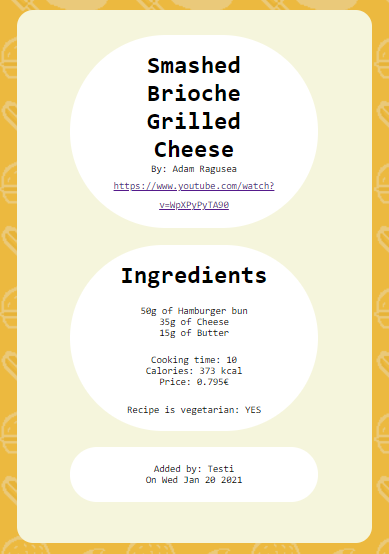 Smashed
Brioche
Grilled
Cheese
By: Adam Ragusea
https://www.youtube.com/watch?
v=WpXPyPyTA90
Ingredients
50g of Hamburger bun
35g of Cheese
15g of Butter
Cooking time: 10
Calories: 373 kcal
Price: 0.795€
Recipe is vegetarian: YES
Added by: Testi
On Wed Jan 20 2021